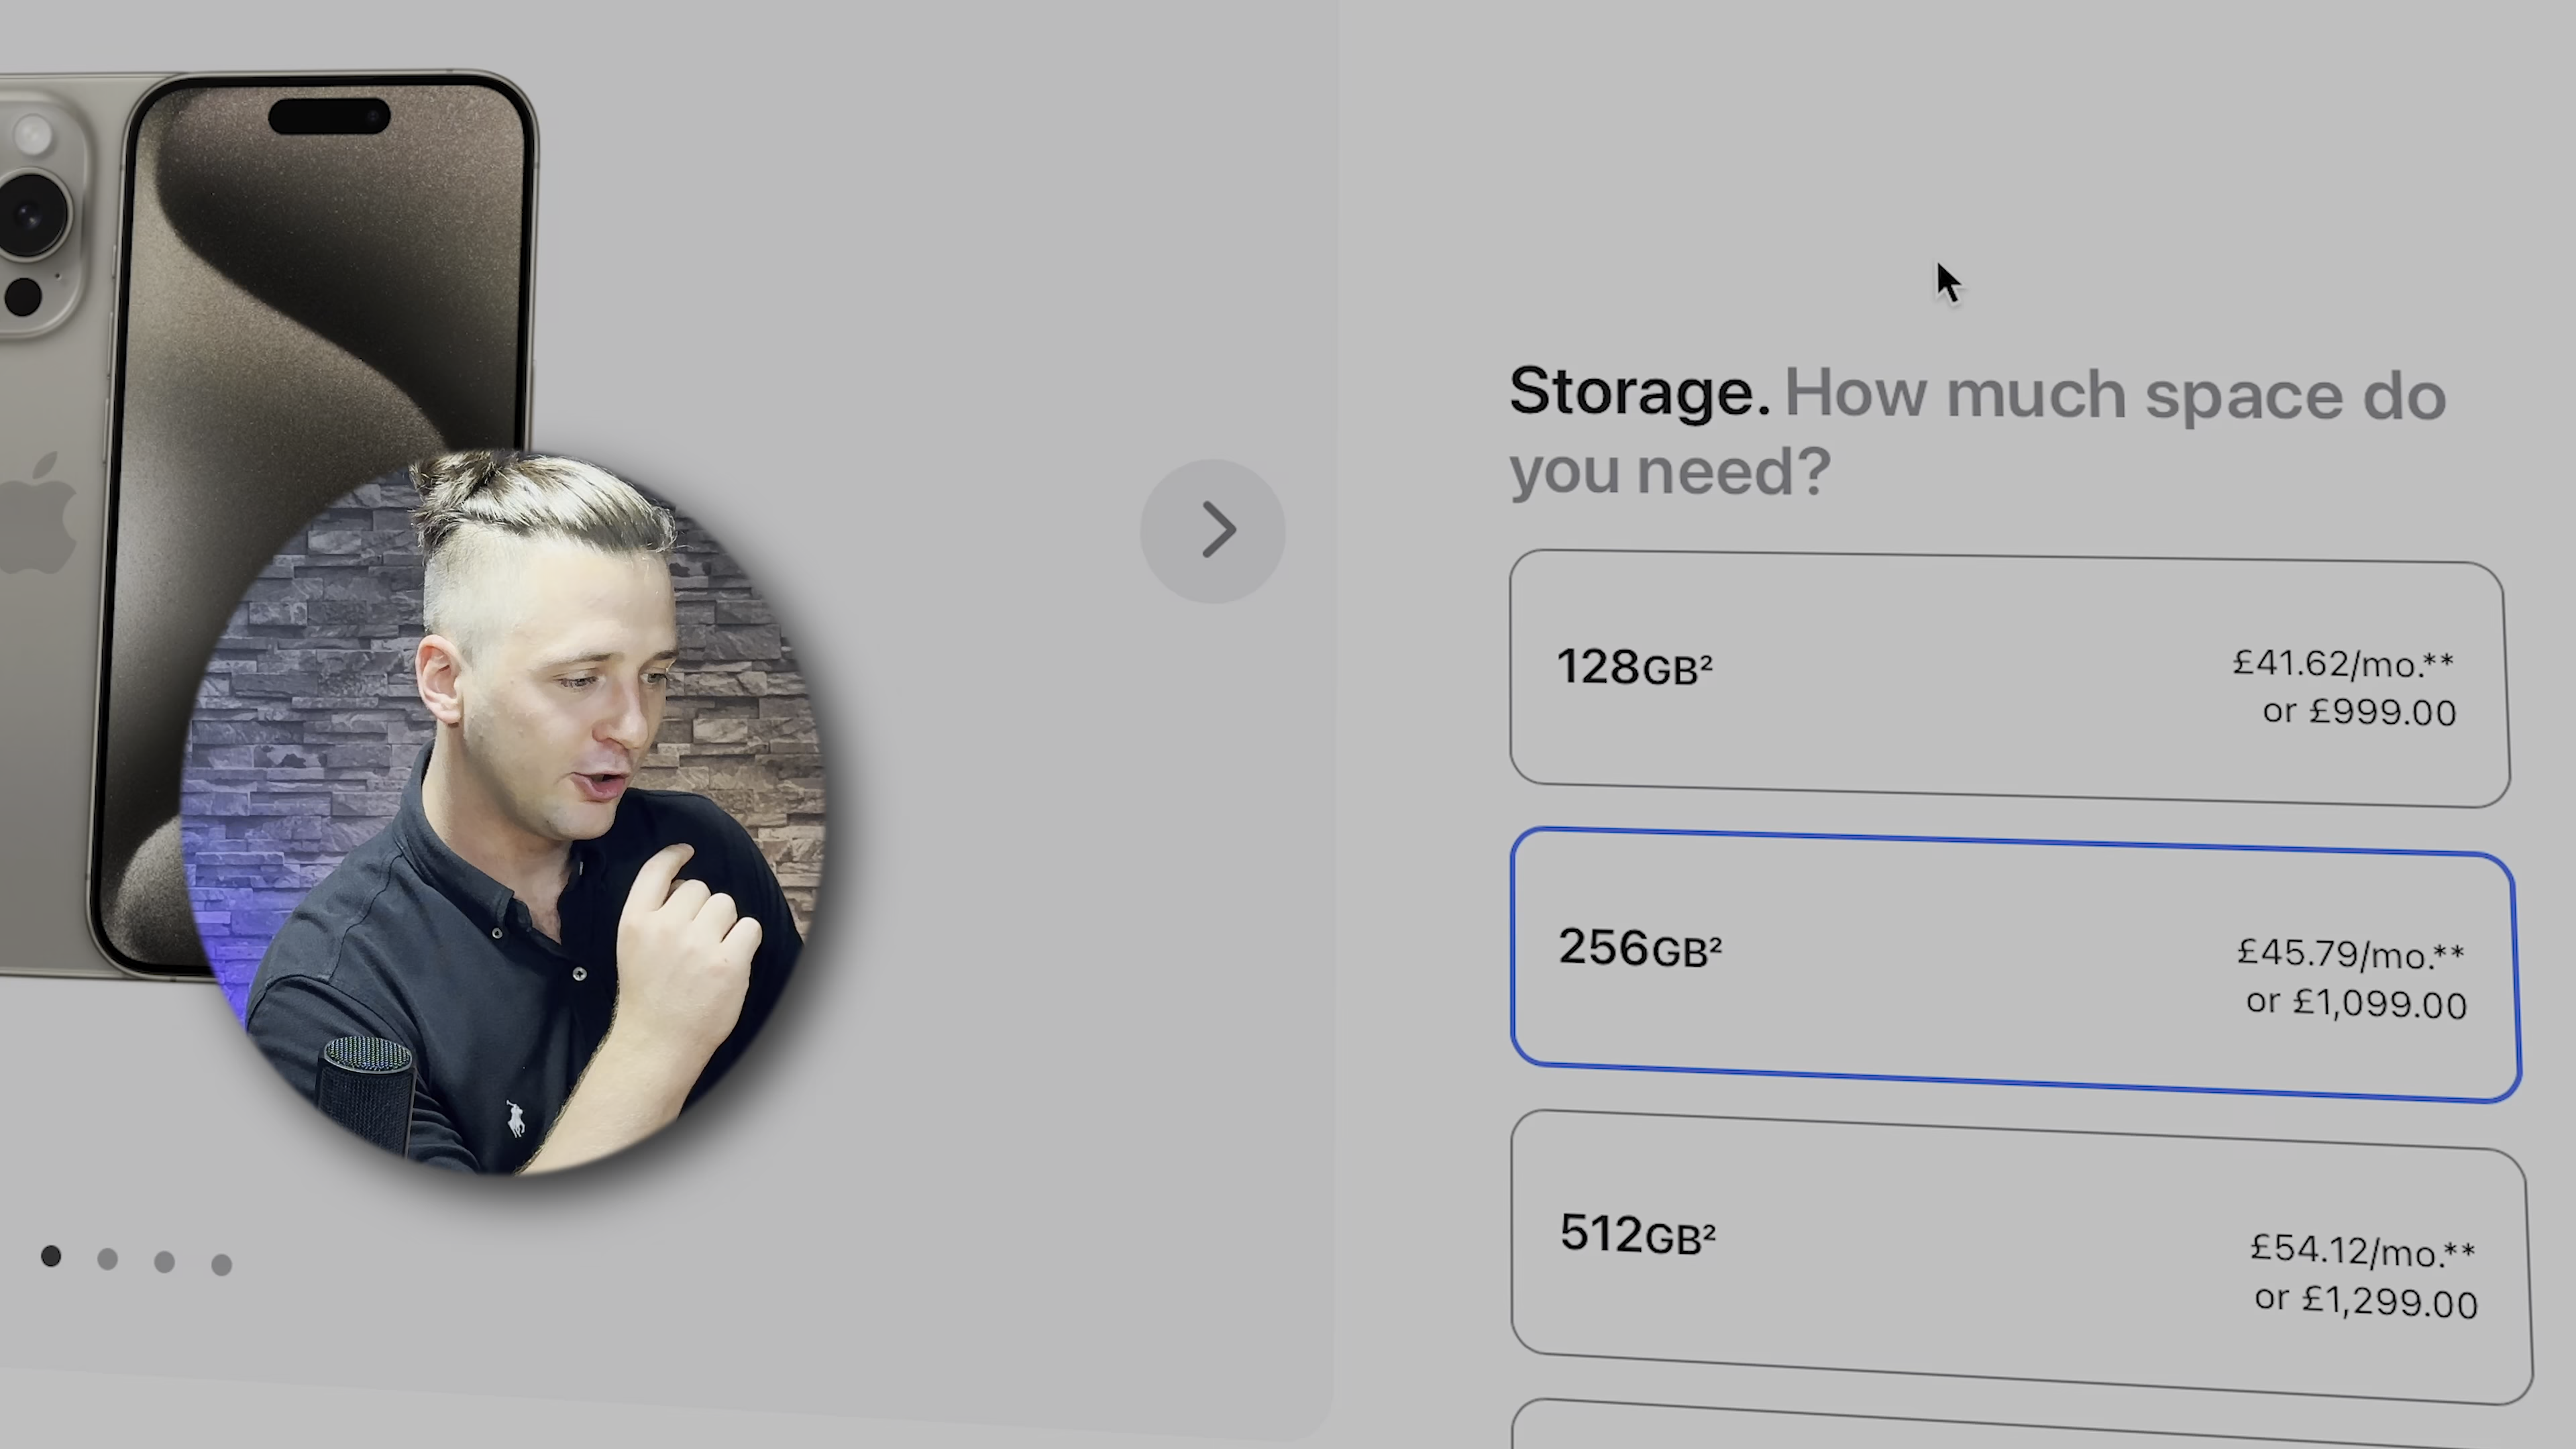 Storage. How much space do
you need?
128GB²
£41.62/mo.**
or £999.00
256GB²
£45.79/mo.**
or £1,099.00
512GB²
£54.12/mo.**
or £1,299.00